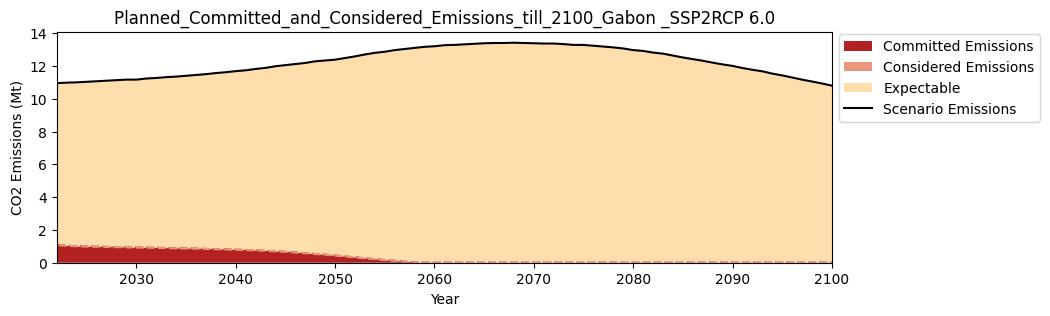 Planned_Committed_and_Considered_Emissions_till_2100_Gabon _SSP2RCP 6.0
14
12
10
8
6
4
2
0
CO2 Emissions (Mt)
2030 2040 2050 2060 2070 2080 2090 2100
Year
Committed Emissions
Considered Emissions
Expectable
Scenario Emissions